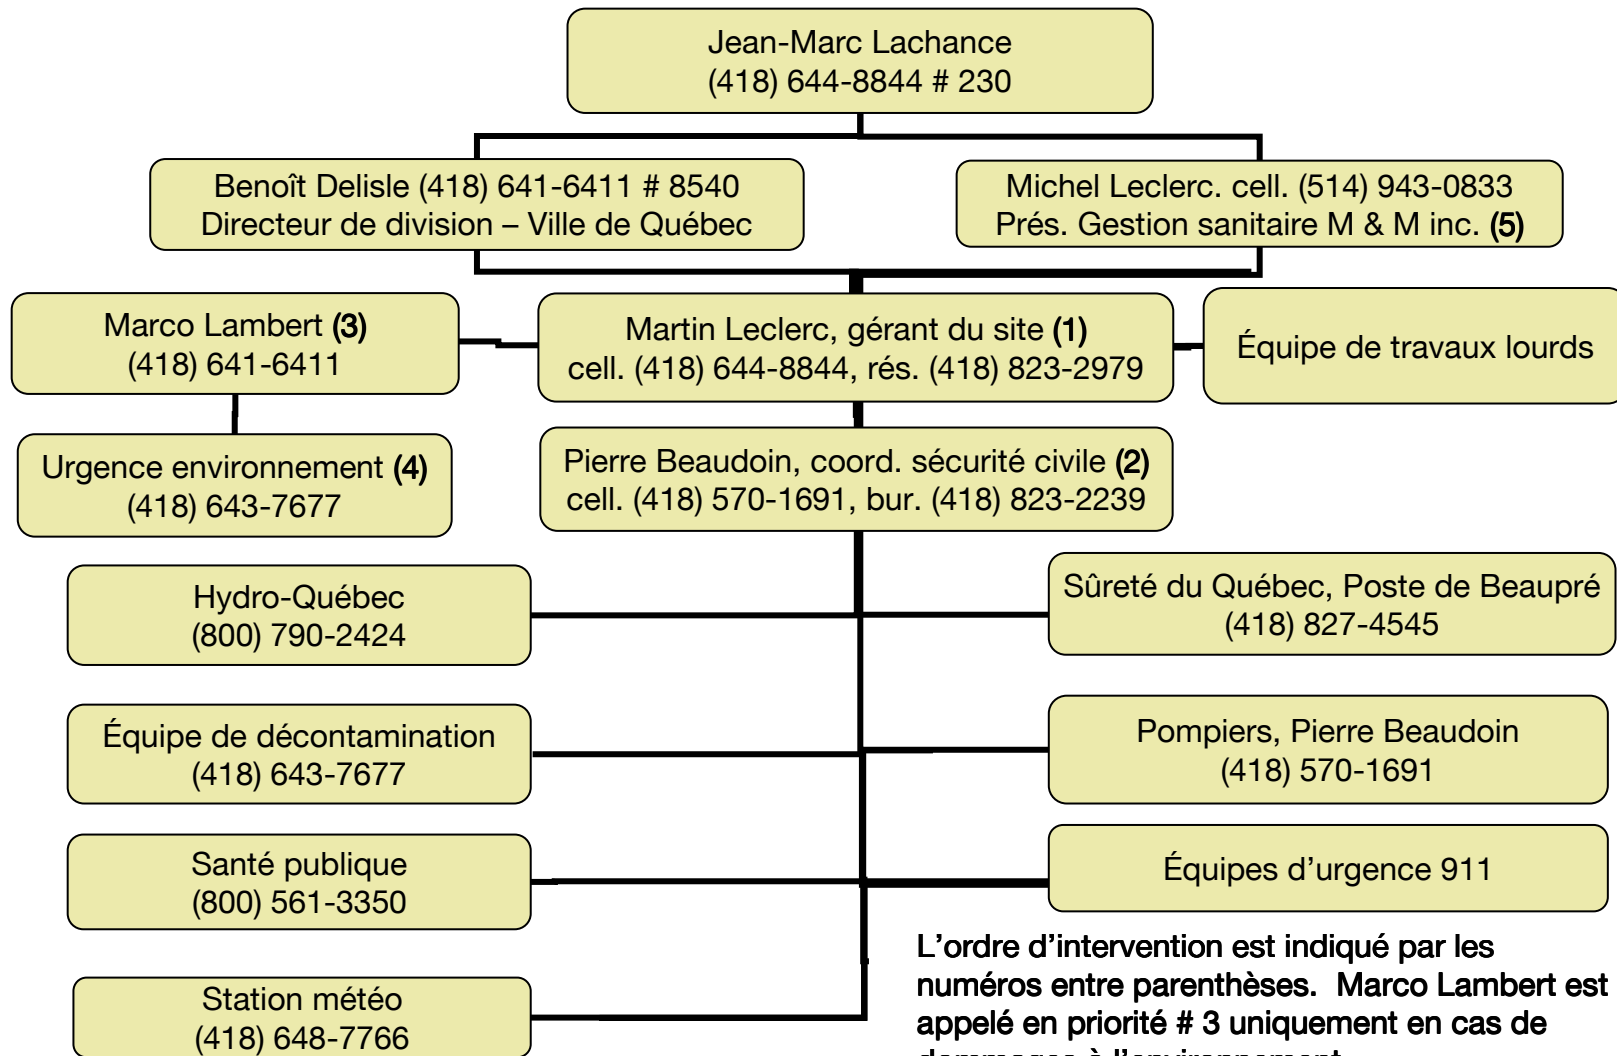 Jean-Marc Lachance
(418) 644-8844 # 230
Benoît Delisle (418) 641-6411 # 8540
Directeur de division – Ville de Québec
Michel Leclerc. cell. (514) 943-0833
Prés. Gestion sanitaire M & M inc. (5)
Marco Lambert (3)
(418) 641-6411
Martin Leclerc, gérant du site (1)
cell. (418) 644-8844, rés. (418) 823-2979
Équipe de travaux lourds
Urgence environnement (4)
(418) 643-7677
Pierre Beaudoin, coord. sécurité civile (2)
cell. (418) 570-1691, bur. (418) 823-2239
Hydro-Québec
(800) 790-2424
Sûreté du Québec, Poste de Beaupré
(418) 827-4545
Équipe de décontamination
(418) 643-7677
Pompiers, Pierre Beaudoin
(418) 570-1691
Santé publique
(800) 561-3350
Équipes d'urgence 911
Station météo
(418) 648-7766
L'ordre d'intervention est indiqué par les
numéros entre parenthèses. Marco Lambert est
appelé en priorité # 3 uniquement en cas de
dommages à l'environnement